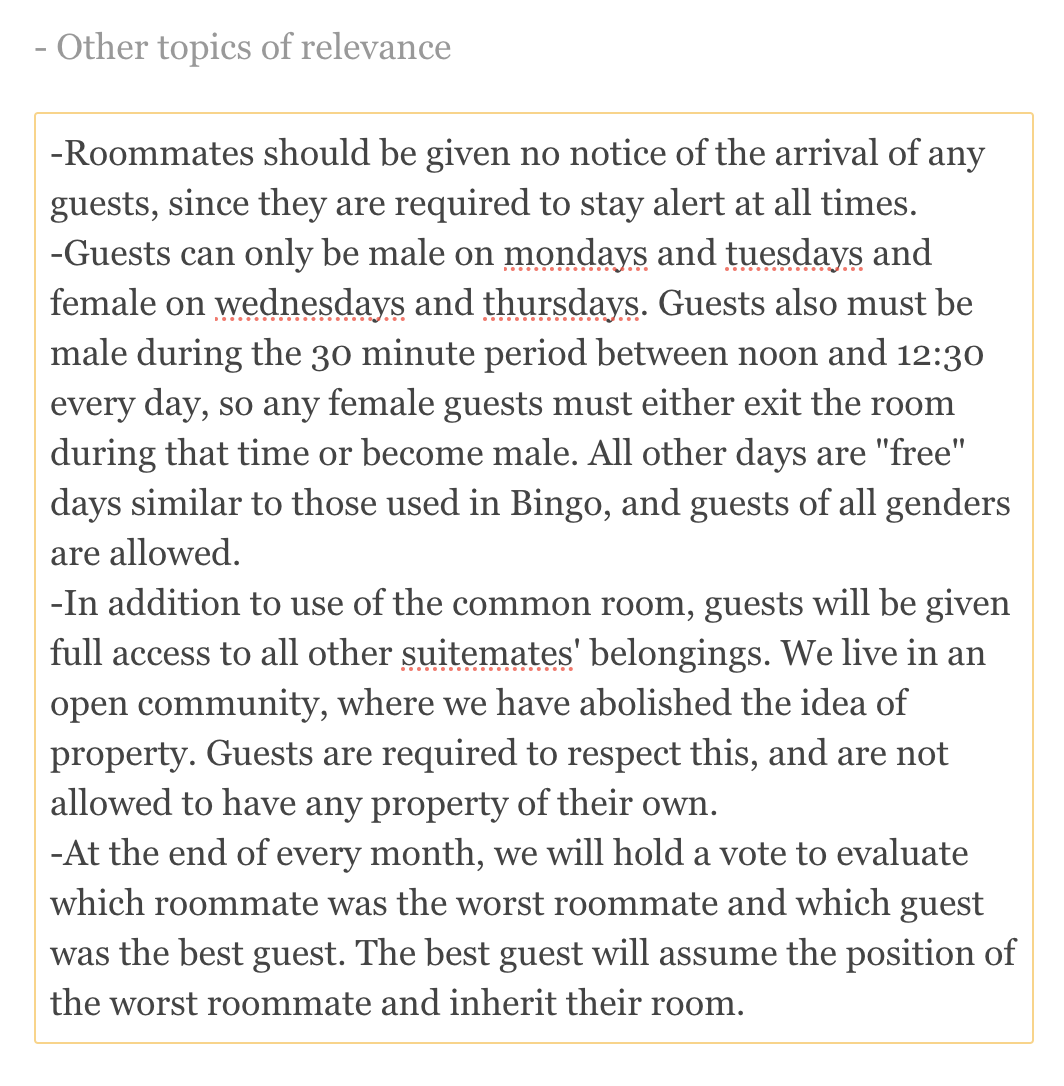 - Other topics of relevance
-Roommates should be given no notice of the arrival of any
guests, since they are required to stay alert at all times.
-Guests can only be male on mondays and tuesdays and
female on wednesdays and thursdays. Guests also must be
male during the 30 minute period between noon and 12:30
every day, so any female guests must either exit the room
during that time or become male. All other days are "free"
days similar to those used in Bingo, and guests of all genders
are allowed.
-In addition to use of the common room, guests will be given
full access to all other suitemates' belongings. We live in an
open community, where we have abolished the idea of
property. Guests are required to respect this, and are not
allowed to have any property of their own.
-At the end of every month, we will hold a vote to evaluate
which roommate was the worst roommate and which guest
was the best guest. The best guest will assume the position of
the worst roommate and inherit their room.